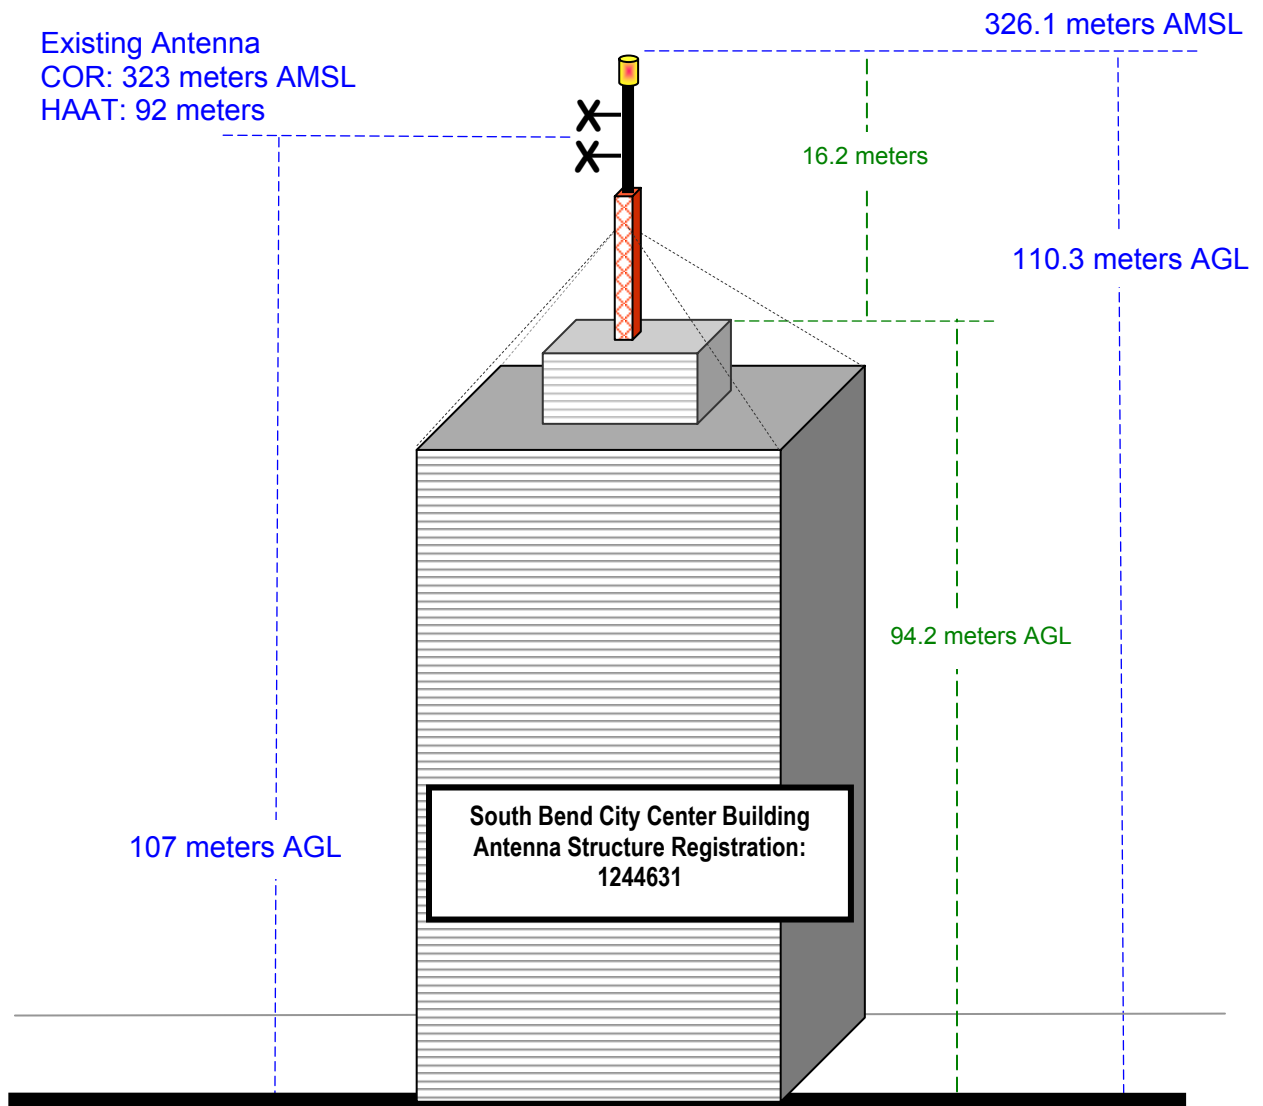 Existing Antenna
COR: 323 meters AMSL
HAAT: 92 meters
326.1 meters AMSL
16.2 meters
110.3 meters AGL
94.2 meters AGL
107 meters AGL
South Bend City Center Building
Antenna Structure Registration:
1244631